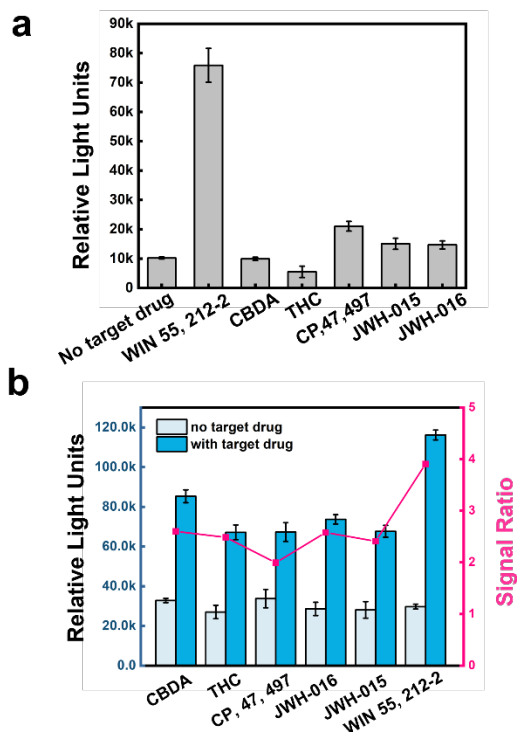 a
Relative Light Units
90k
80k
70k
60k
50k
40k
30k
20k
10k
0
No target drug
WIN 55, 212-2
CBDA
THC
CP,47,497
JWH-015
JWH-016
b
Relative Light Units
120.0k
100.0k
80.0k
60.0k
40.0k
20.0k
0.0
no target drug
with target drug
5
4
3
2
1
0
Signal Ratio
CBDA
THC
CP, 47, 497
JWH-016
JWH-015
WIN 55, 212-2